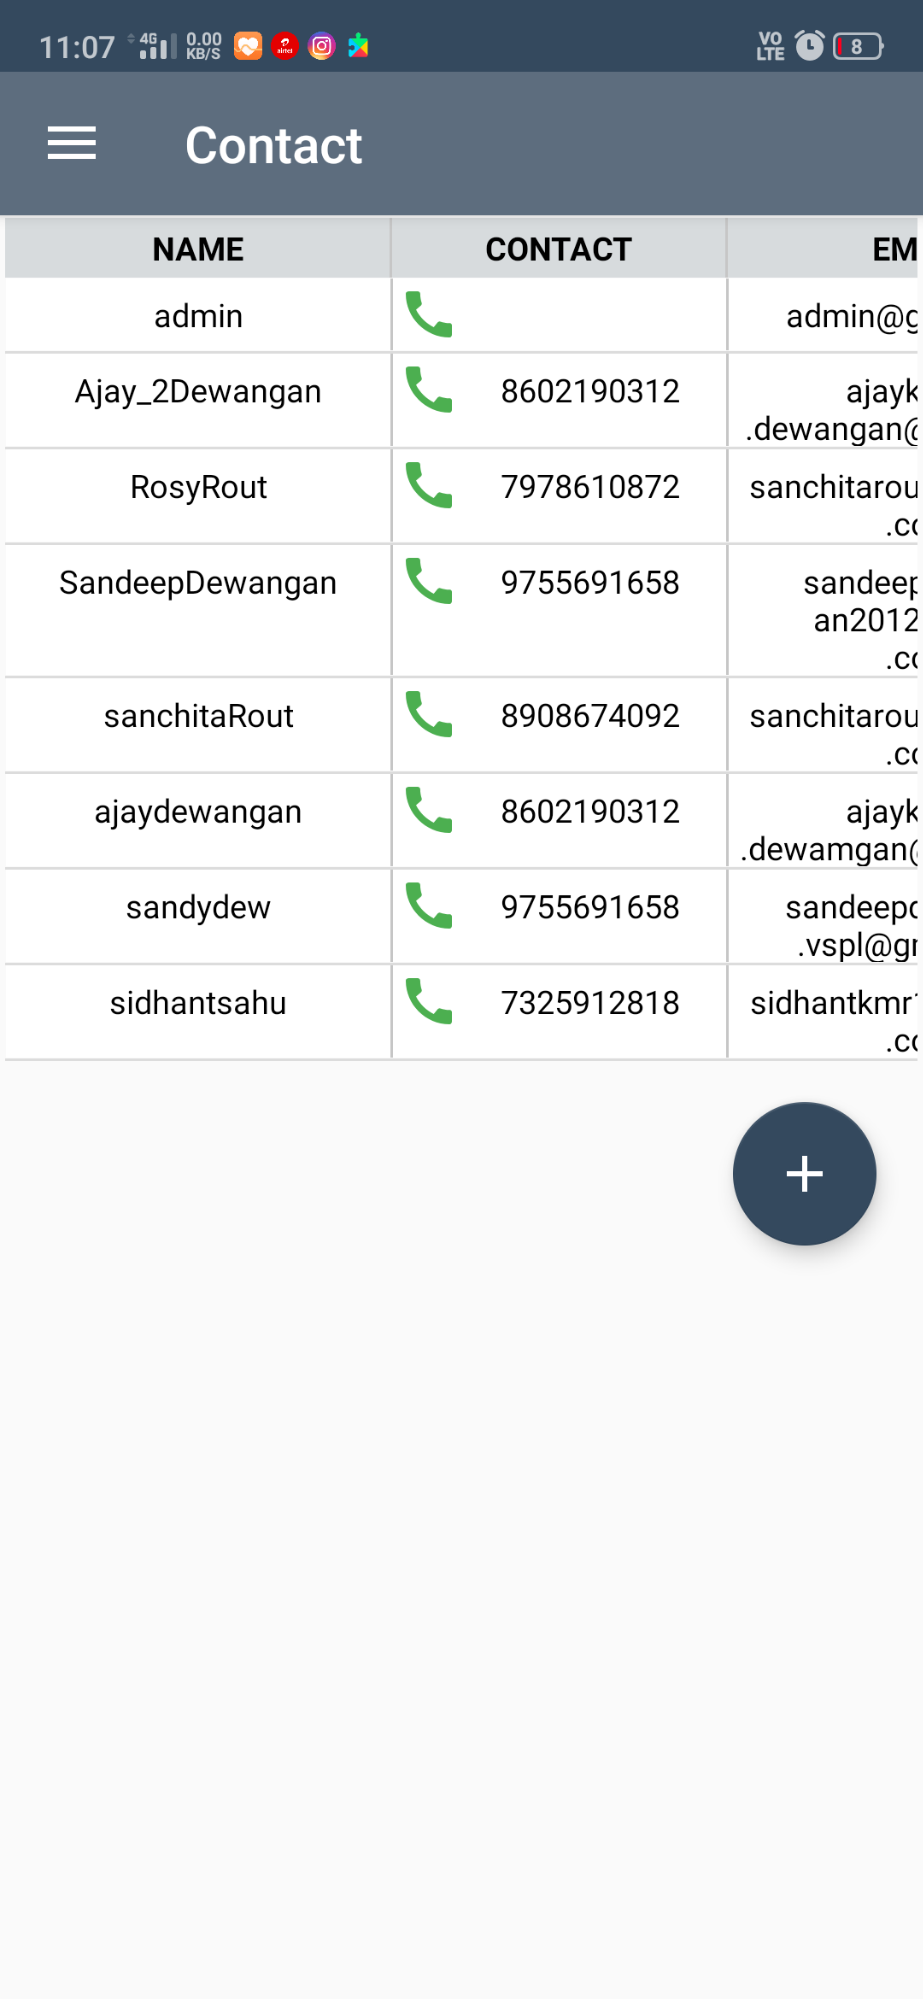 11:07 4G 0.00 KB/S airtel VO LTE 8
Contact
NAME CONTACT EM
admin admin@g
Ajay_2Dewangan 8602190312 ajayk
.dewangan@
RosyRout 7978610872 sanchitarou
.co
SandeepDewangan 9755691658 sandeep
an2012
.co
sanchitaRout 8908674092 sanchitarou
.co
ajaydewangan 8602190312 ajayk
.dewamgan@
sandydew 9755691658 sandeepd
.vspl@gm
sidhantsahu 7325912818 sidhantkmr
.co
+